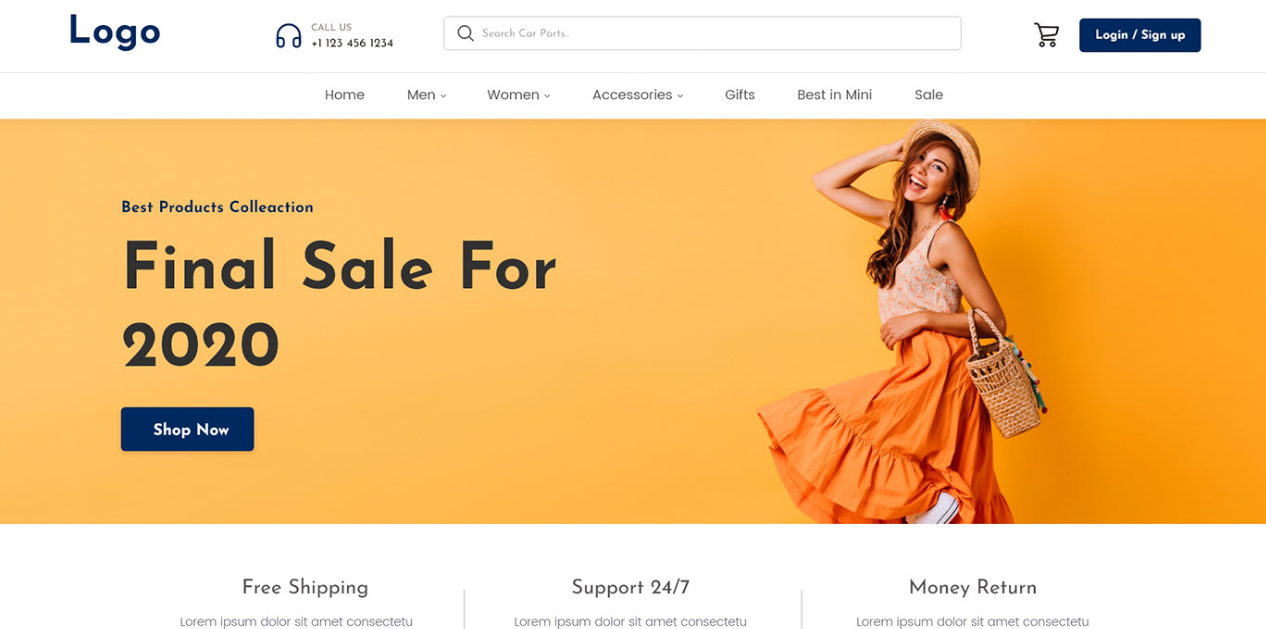 Logo
CALL US
+1 123 456 1234
Search Car Parts..
Login / Sign up
Home Men Women Accessories Gifts Best in Mini Sale
Best Products Colleaction
Final Sale For
2020
Shop Now
Free Shipping Support 24/7 Money Return
Lorem ipsum dolor sit amet consectetu Lorem ipsum dolor sit amet consectetu Lorem ipsum dolor sit amet consectetu